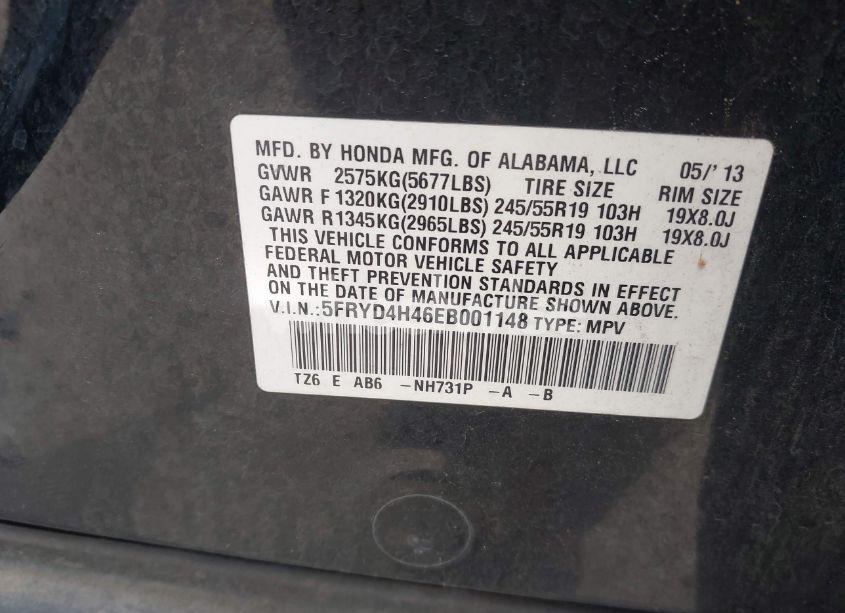 MFD. BY HONDA MFG. OF ALABAMA, LLC 05/'13
GVWR 2575KG(5677LBS) TIRE SIZE RIM SIZE
GAWR F 1320KG(2910LBS) 245/55R19 103H 19X8.0J
GAWR R1345KG(2965LBS) 245/55R19 103H 19X8.0J
THIS VEHICLE CONFORMS TO ALL APPLICABLE
FEDERAL MOTOR VEHICLE SAFETY
AND THEFT PREVENTION STANDARDS IN EFFECT
ON THE DATE OF MANUFACTURE SHOWN ABOVE.
V.I.N.:5FRYD4H46EB001148 TYPE: MPV
TZ6 E AB6 -NH731P -A -B